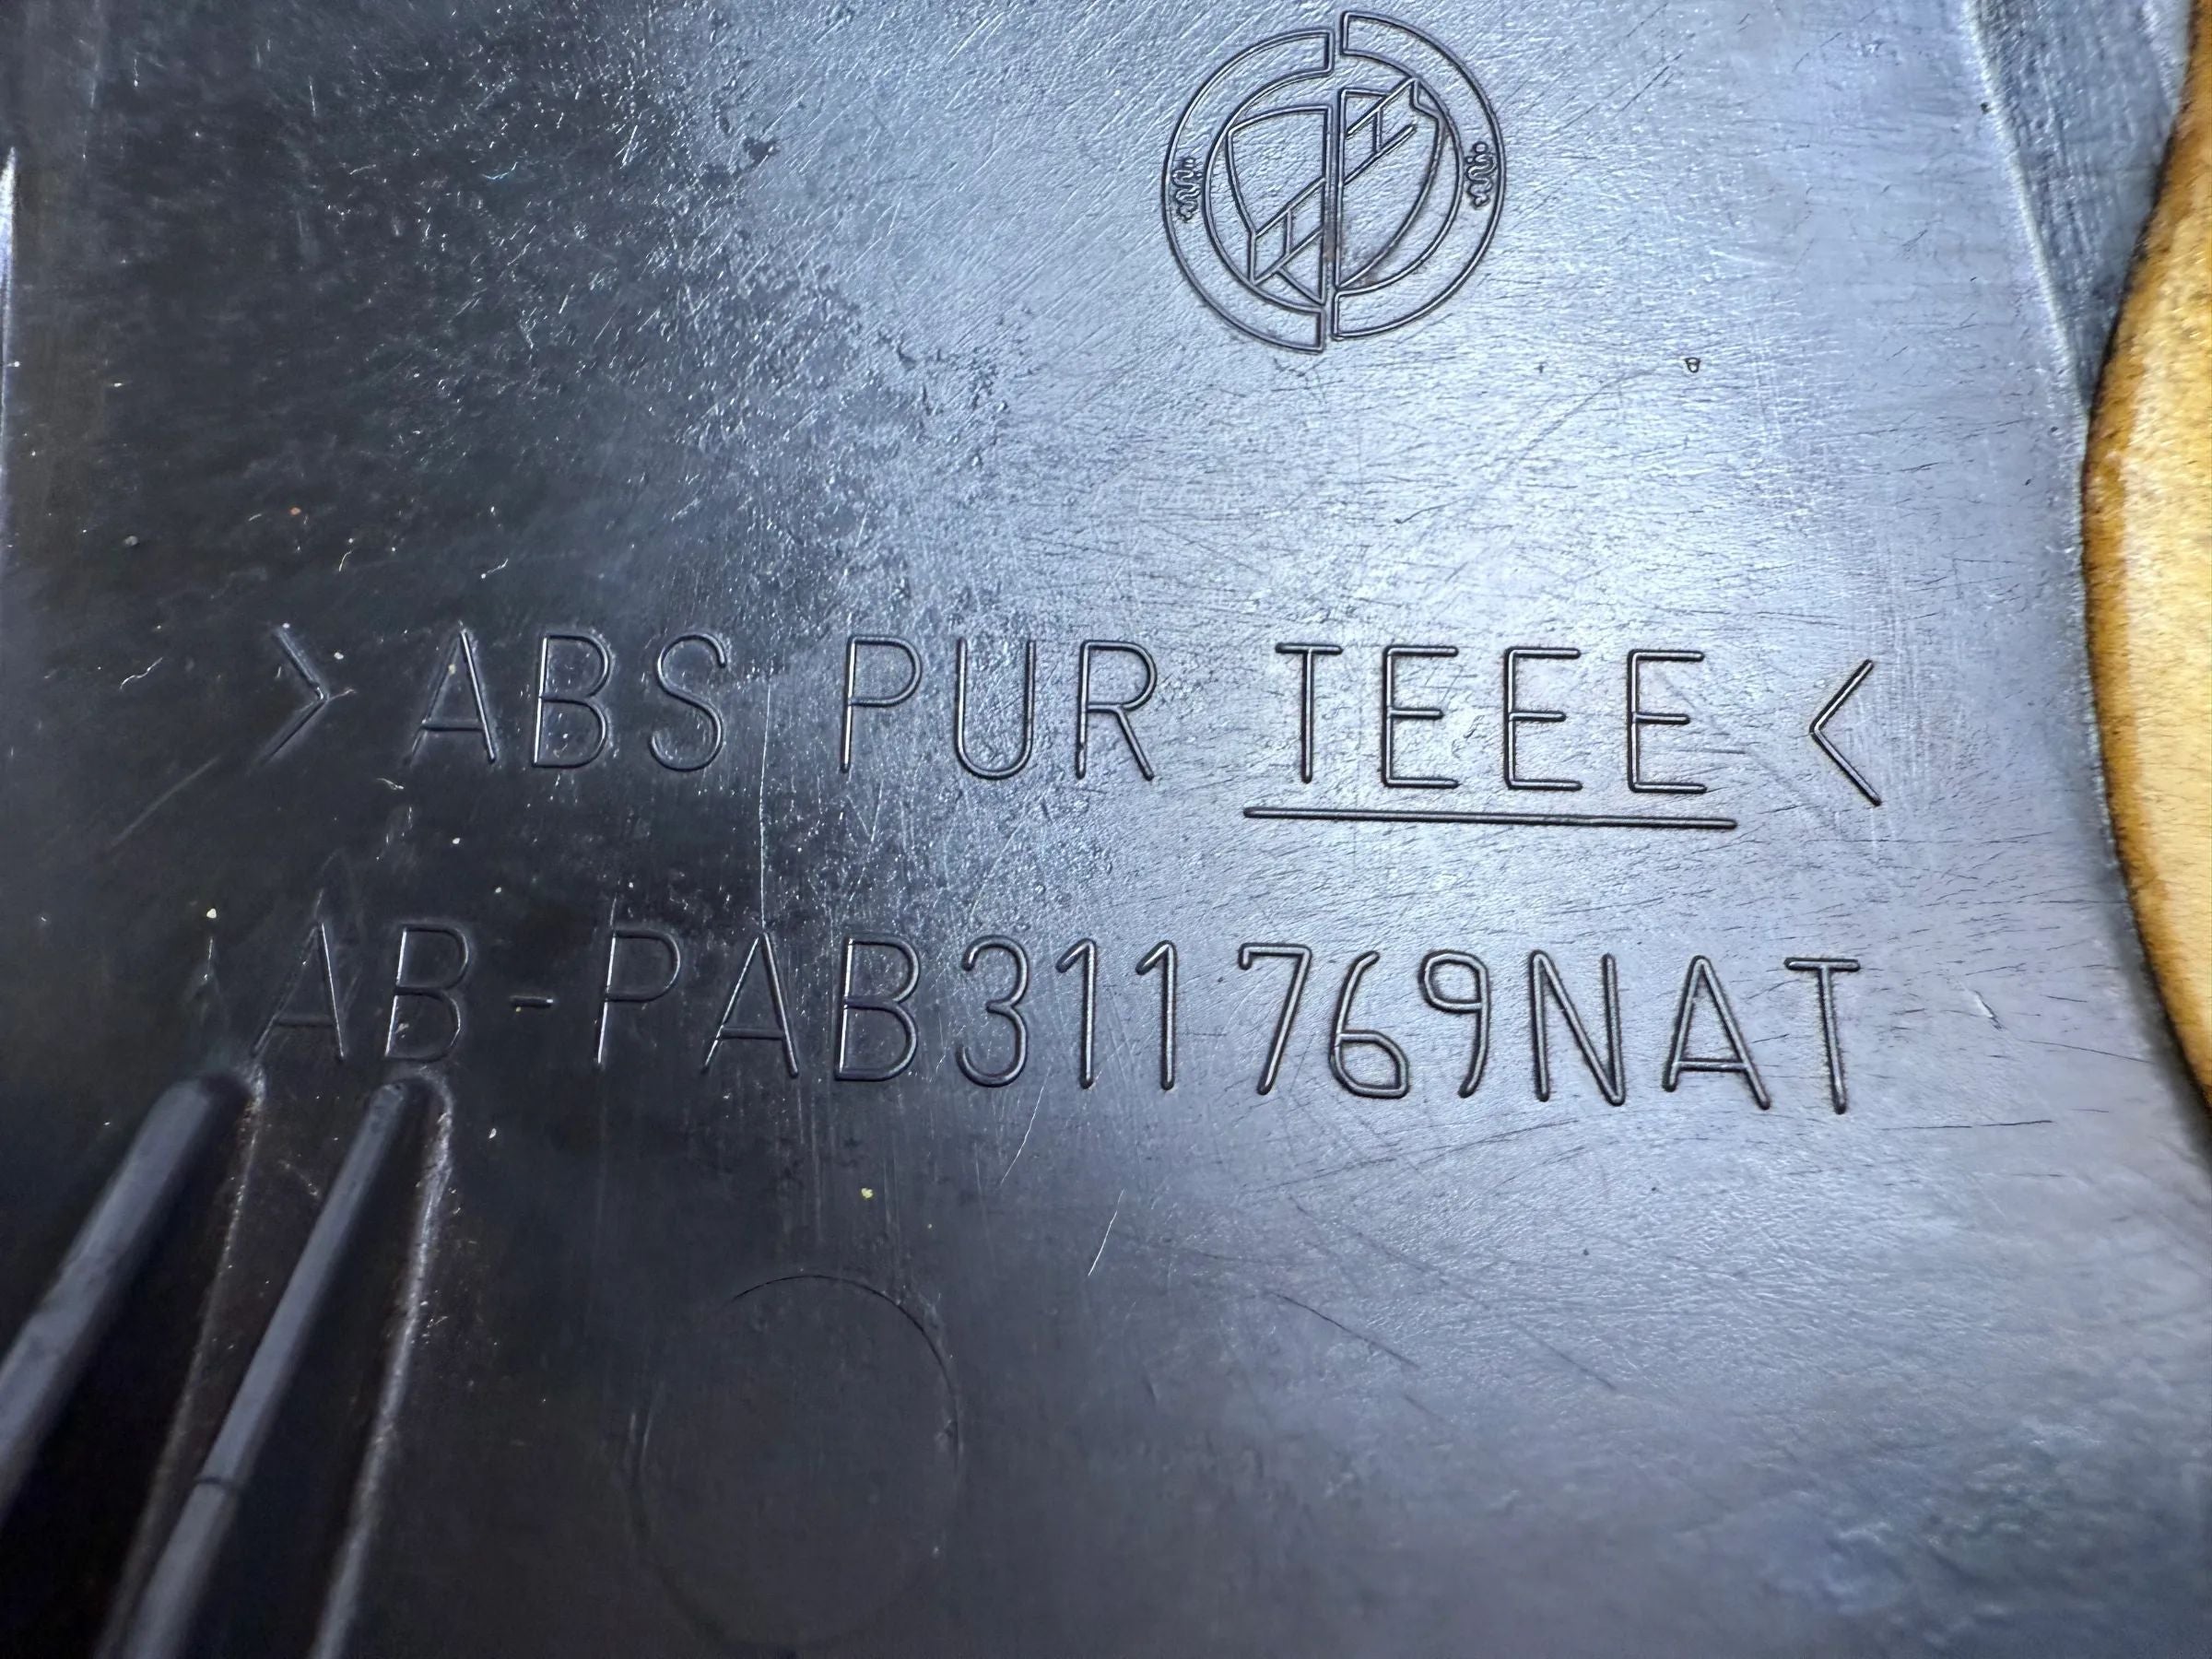 >ABS PUR TEEE<
AB-PAB311769NAT